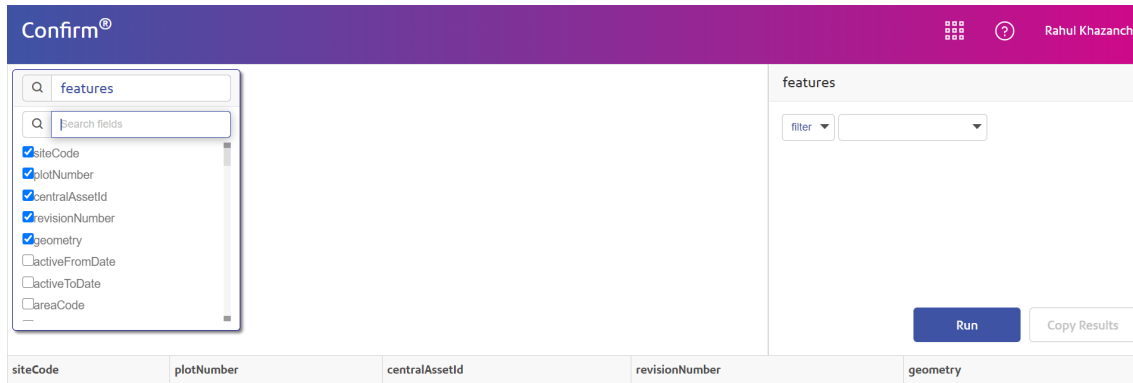 Confirm®
Rahul Khazanch
features
Search fields
siteCode
plotNumber
centralAssetId
revisionNumber
geometry
activeFromDate
activeToDate
areaCode
features
filter
Run
Copy Results
siteCode plotNumber centralAssetId revisionNumber geometry